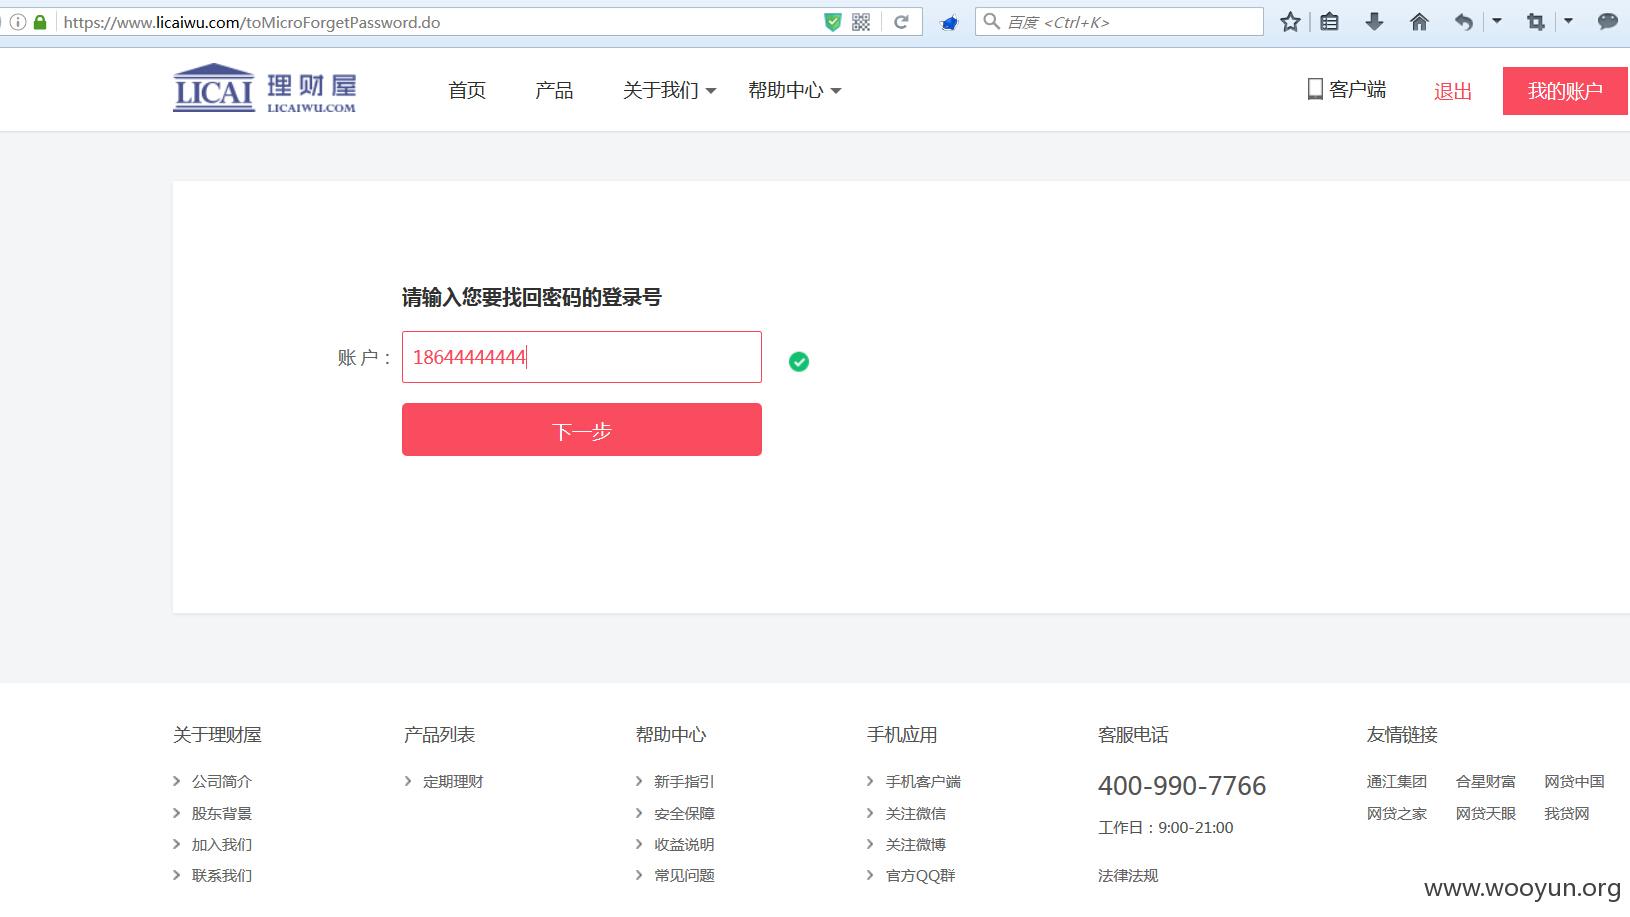 https://www.licaiwu.com/toMicroForgetPassword.do
百度 <Ctrl+K>
LICAI 理财屋
LICAIWU.COM
首页 产品 关于我们 帮助中心 客户端 退出 我的账户
请输入您要找回密码的登录号
账 户： 18644444444
下一步
关于理财屋 产品列表 帮助中心 手机应用 客服电话 友情链接
公司简介 定期理财 新手指引 手机客户端 400-990-7766 通江集团 合星财富 网贷中国
股东背景 安全保障 关注微信 工作日：9:00-21:00 网贷之家 网贷天眼 我贷网
加入我们 收益说明 关注微博
联系我们 常见问题 官方QQ群 法律法规
www.wooyun.org